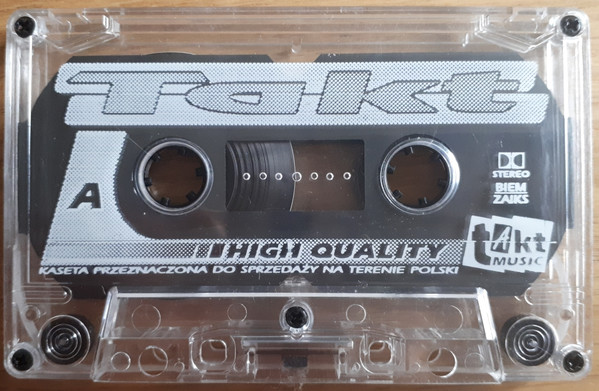 Takt
A
STEREO
BIEM
ZAIKS
HIGH QUALITY
takt
MUSIC
KASETA PRZEZNACZONA DO SPRZEDAŻY NA TERENIE POLSKI